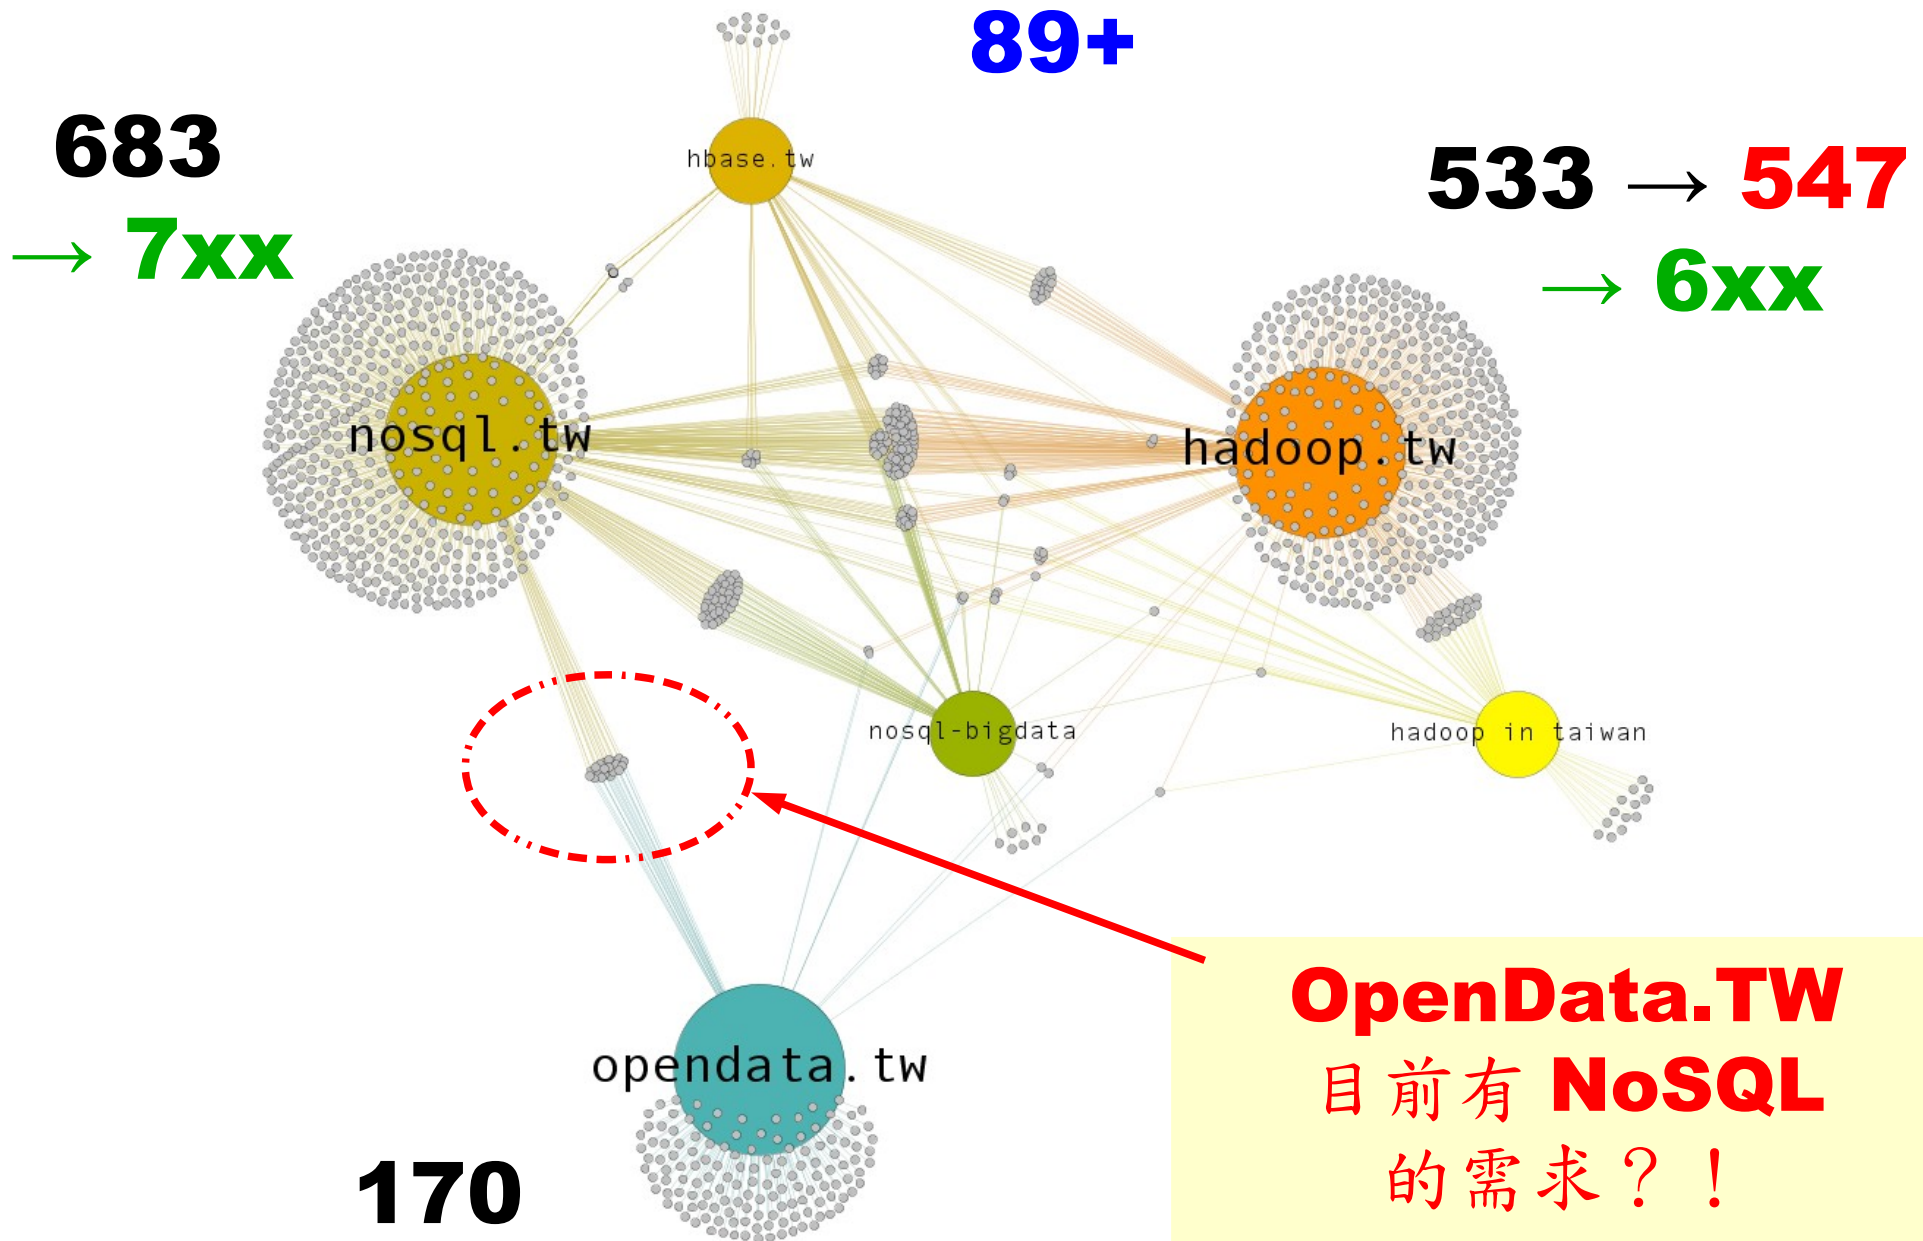 89+
683
→ 7xx
hbase.tw
533 → 547
→ 6xx
nosql.tw
hadoop.tw
nosql-bigdata
hadoop in taiwan
opendata.tw
170
OpenData.TW
目前有 NoSQL
的需求？！